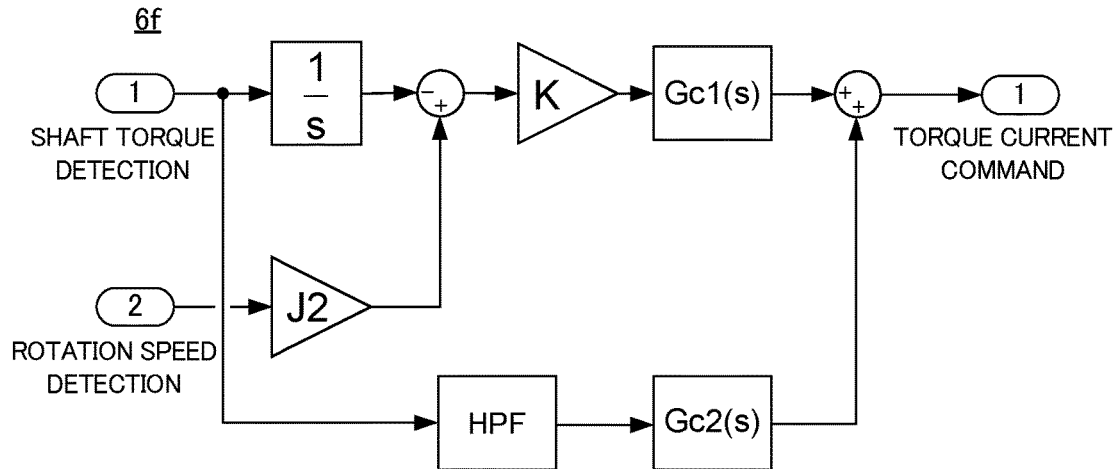 6f
1
SHAFT TORQUE
DETECTION
1
s
-
+
K
Gc1(s)
+
+
1
TORQUE CURRENT
COMMAND
2
ROTATION SPEED
DETECTION
J2
HPF
Gc2(s)